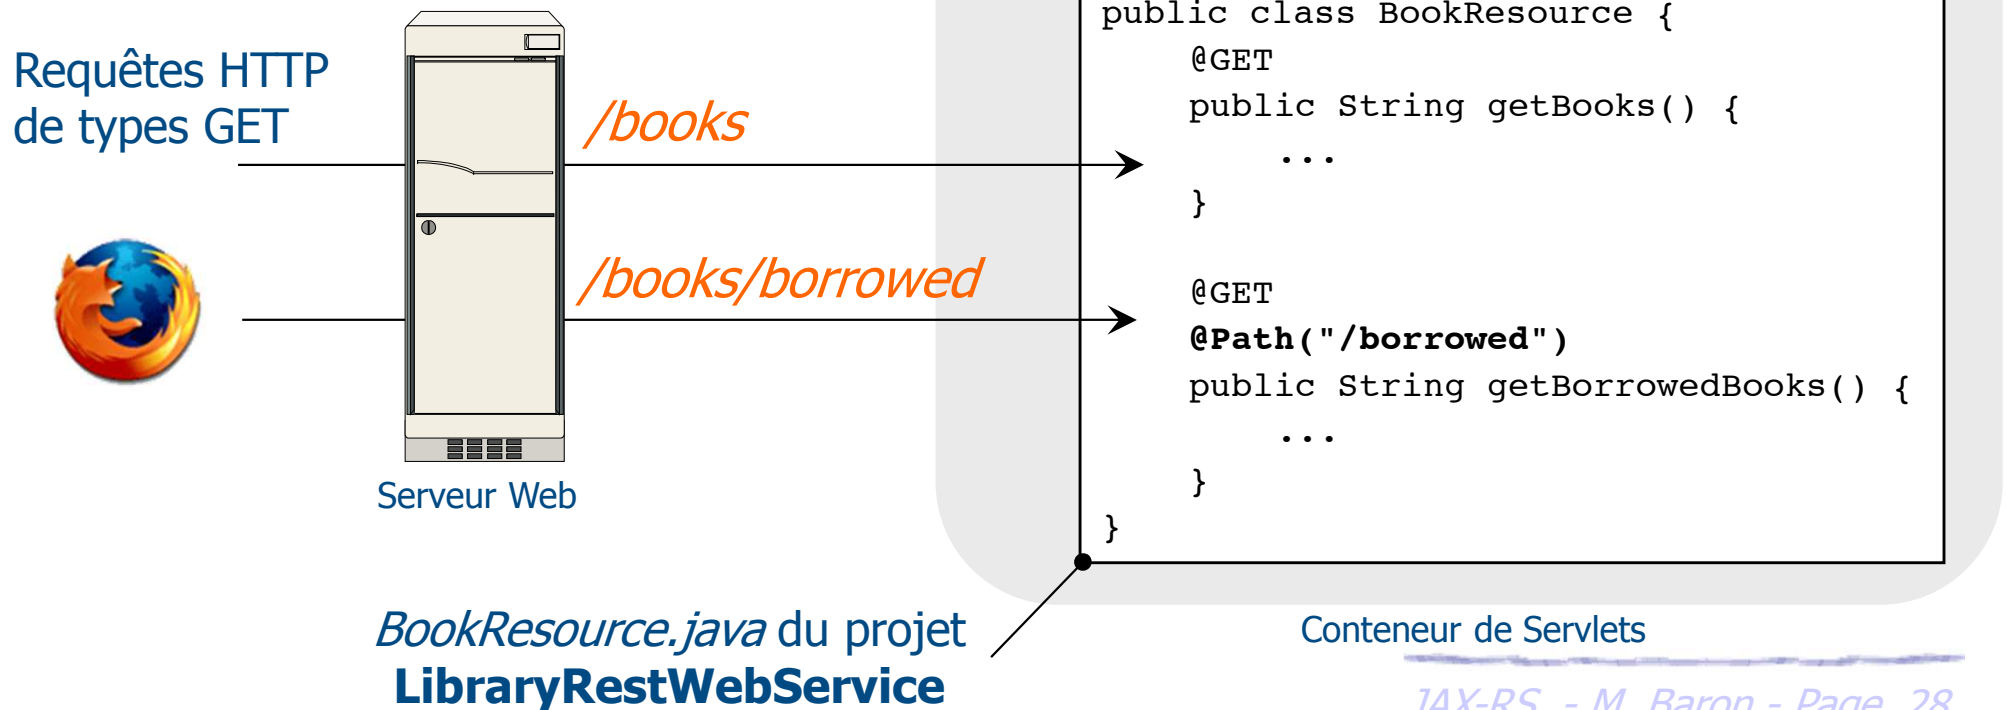 Requêtes HTTP
de types GET
/books
/books/borrowed
Serveur Web
public class BookResource {
@GET
public String getBooks() {
...
}
@GET
@Path("/borrowed")
public String getBorrowedBooks() {
...
}
}
BookResource.java du projet
LibraryRestWebService
Conteneur de Servlets
JAX-RS - M. Baron - Page 28